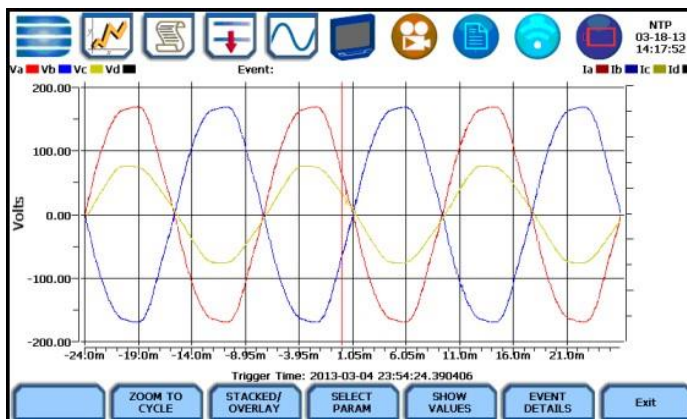 NTP
03-18-13
14:17:52
Va Vb Vc Vd Event: Ia Ib Ic Id
200.00
100.00
Volts
0.00
-100.00
-200.00
-24.0m -19.0m -14.0m -8.95m -3.95m 1.05m 6.05m 11.0m 16.0m 21.0m
Trigger Time: 2013-03-04 23:54:24.390406
ZOOM TO CYCLE
STACKED/ OVERLAY
SELECT PARAM
SHOW VALUES
EVENT DETAILS
Exit